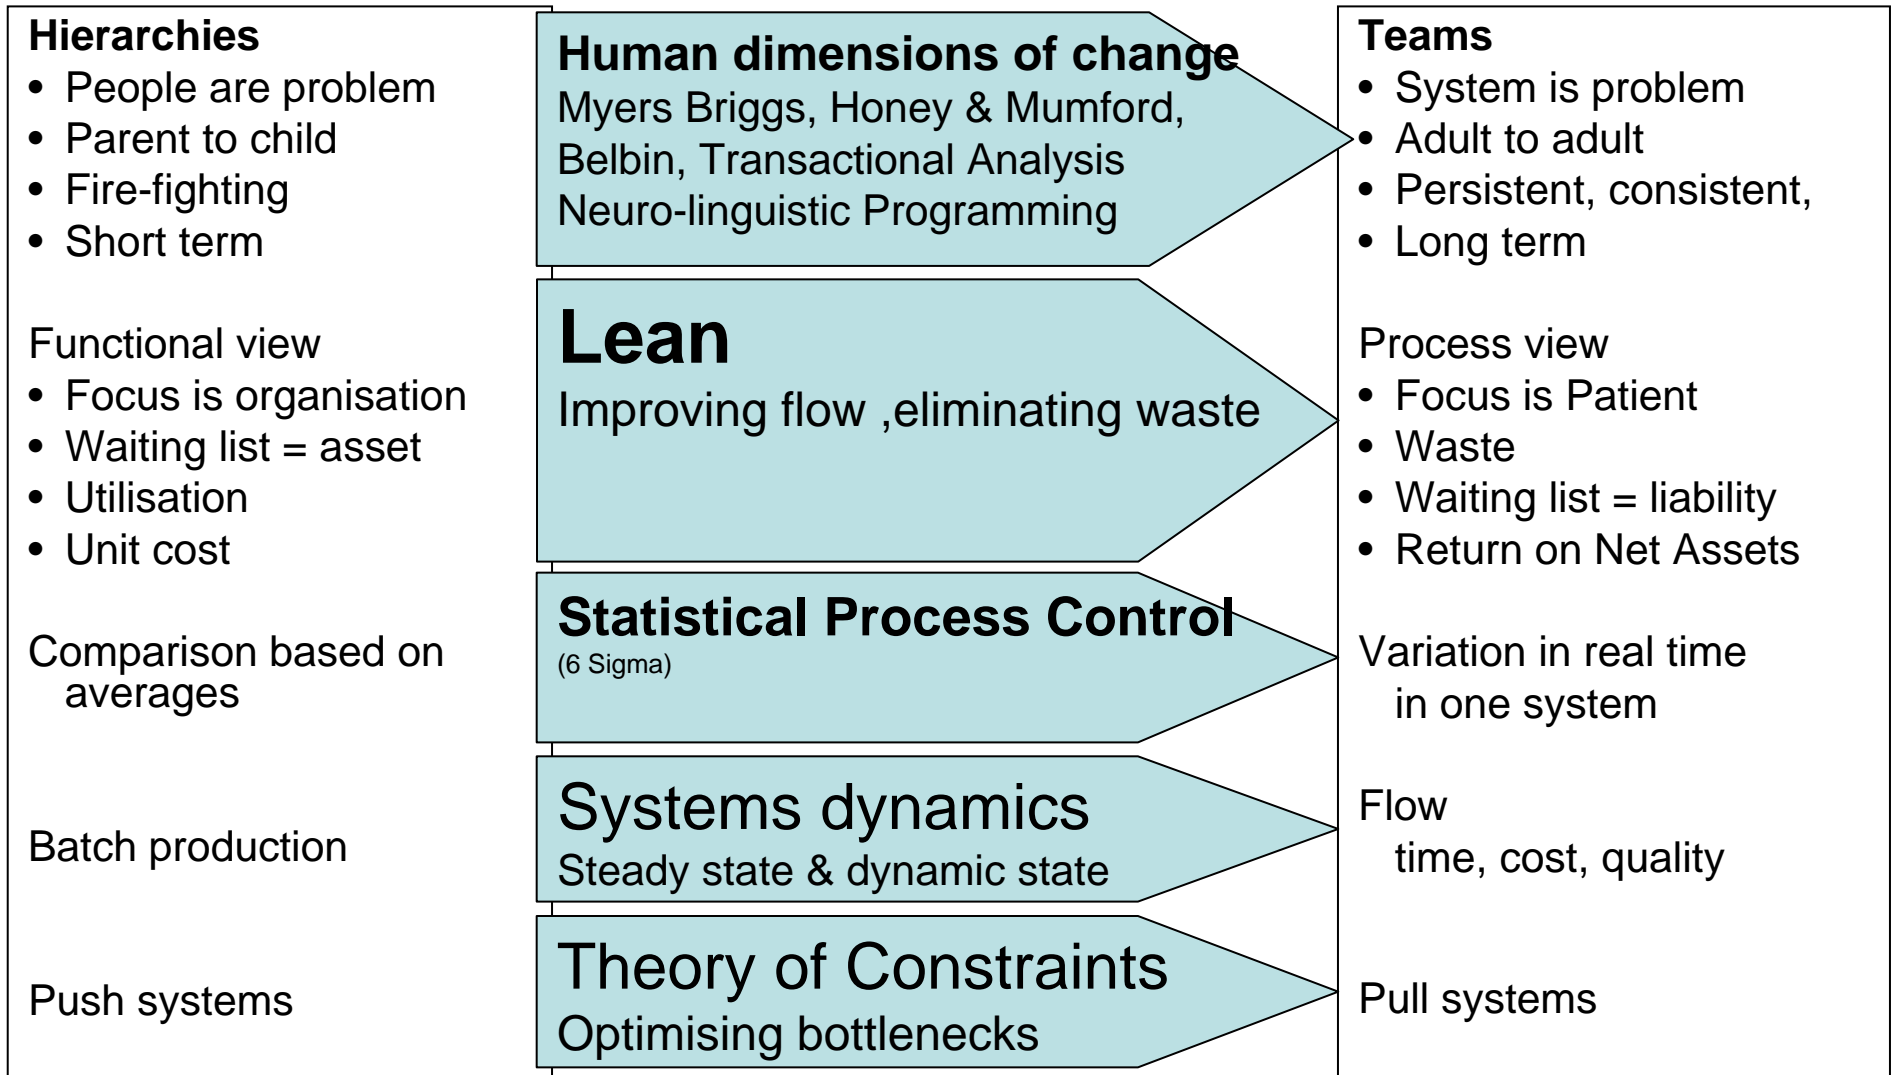 Hierarchies
• People are problem
• Parent to child
• Fire-fighting
• Short term
Functional view
• Focus is organisation
• Waiting list = asset
• Utilisation
• Unit cost
Comparison based on
averages
Batch production
Push systems
Human dimensions of change
Myers Briggs, Honey & Mumford,
Belbin, Transactional Analysis
Neuro-linguistic Programming
Lean
Improving flow ,eliminating waste
Statistical Process Control
(6 Sigma)
Systems dynamics
Steady state & dynamic state
Theory of Constraints
Optimising bottlenecks
Teams
• System is problem
• Adult to adult
• Persistent, consistent,
• Long term
Process view
• Focus is Patient
• Waste
• Waiting list = liability
• Return on Net Assets
Variation in real time
in one system
Flow
time, cost, quality
Pull systems